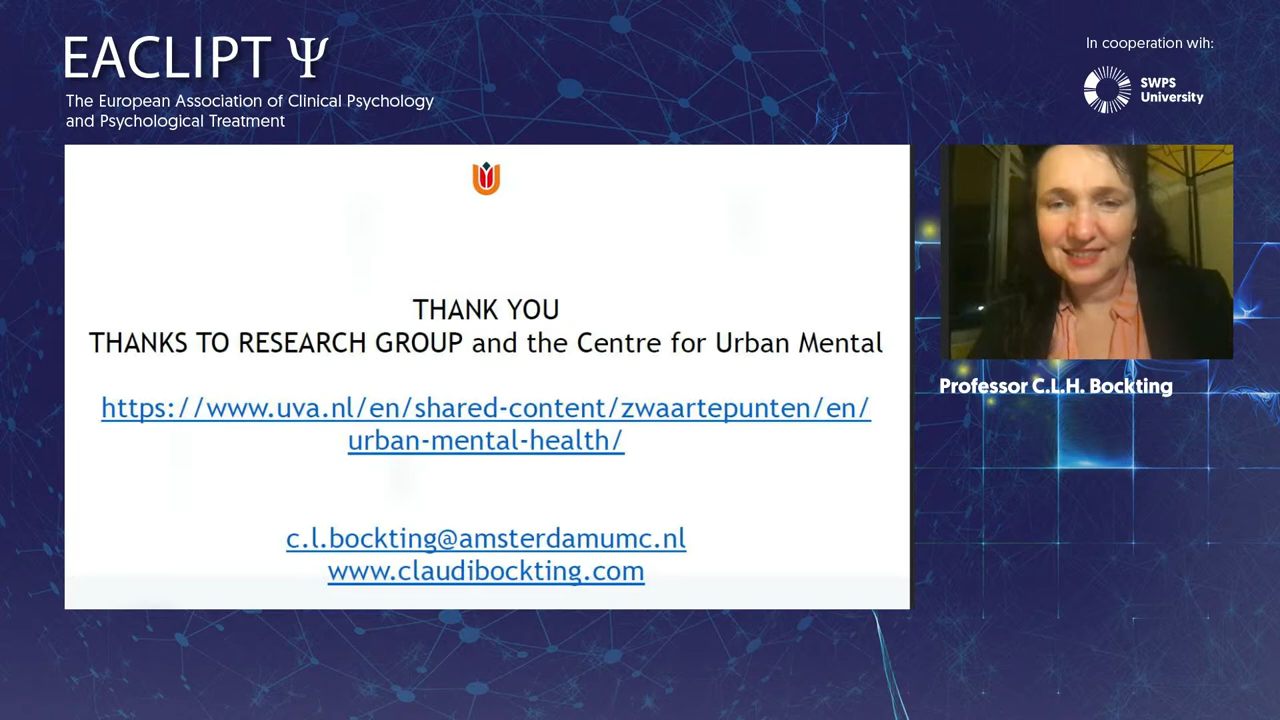 EACLIPT Ψ
The European Association of Clinical Psychology
and Psychological Treatment
In cooperation wih:
SWPS
University
THANK YOU
THANKS TO RESEARCH GROUP and the Centre for Urban Mental
https://www.uva.nl/en/shared-content/zwaartepunten/en/
urban-mental-health/
c.l.bockting@amsterdamumc.nl
www.claudibockting.com
Professor C.L.H. Bockting